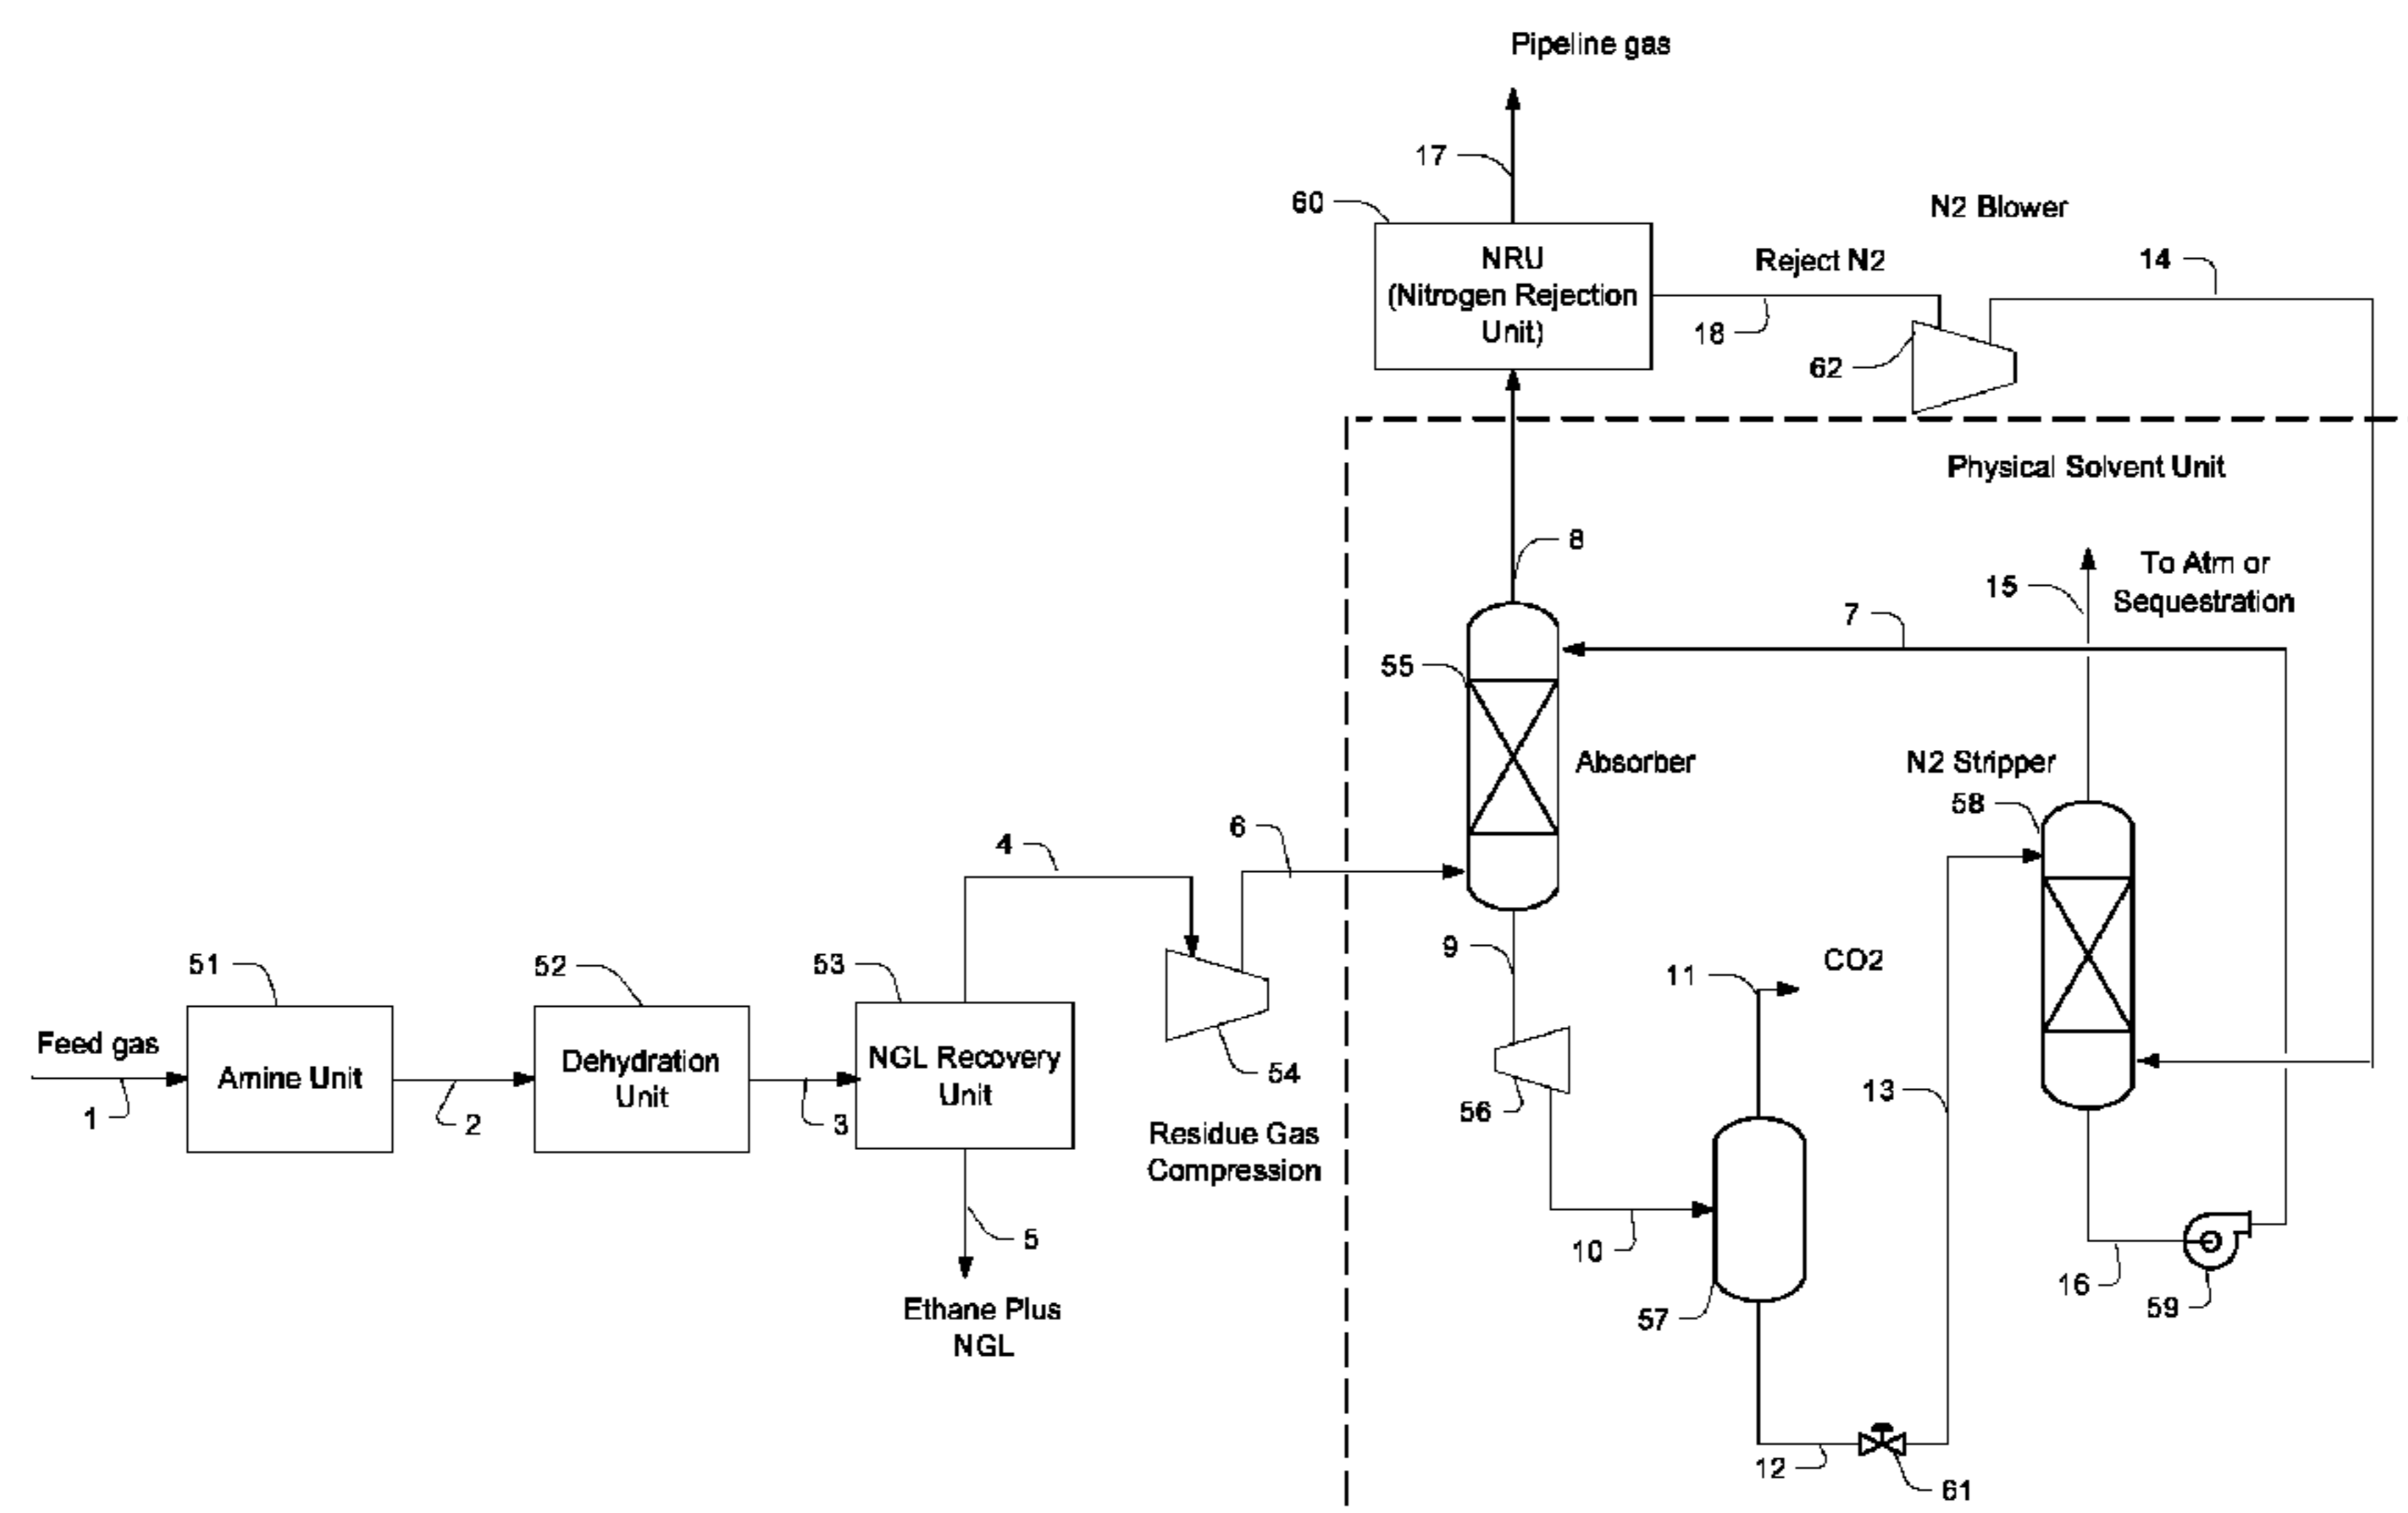 Pipeline gas
17
60
N2 Blower
NRU
(Nitrogen Rejection
Unit)
Reject N2
14
18
62
Physical Solvent Unit
8
15
To Atm or
Sequestration
7
55
Absorber
N2 Stripper
58
6
4
9
11
CO2
51
52
53
Feed gas
1
Amine Unit
2
Dehydration
Unit
3
NGL Recovery
Unit
54
56
13
Residue Gas
Compression
5
10
16
59
Ethane Plus
NGL
57
12
61